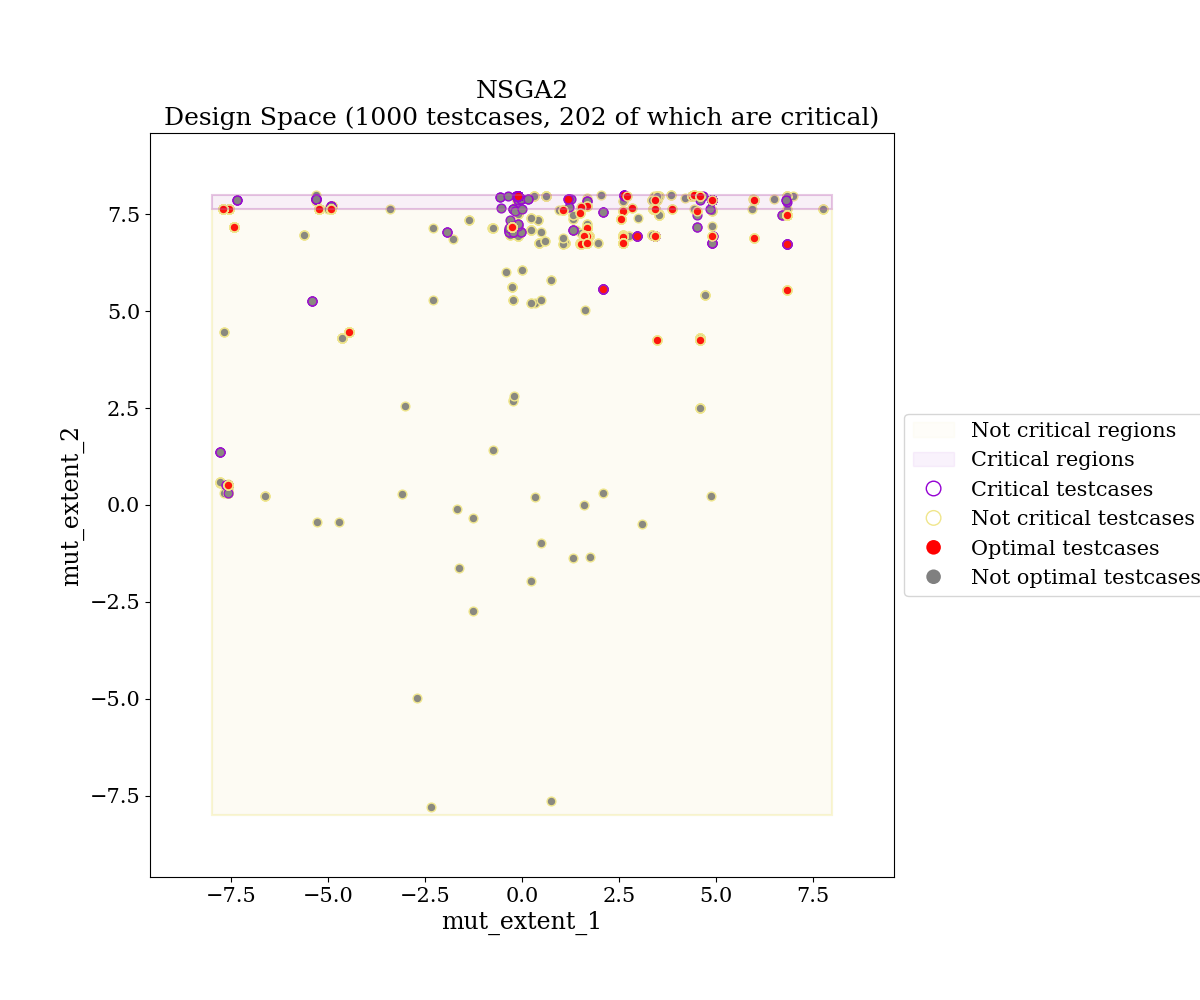 NSGA2
Design Space (1000 testcases, 202 of which are critical)
7.5
5.0
2.5
0.0
−2.5
−5.0
−7.5
mut_extent_2
−7.5
−5.0
−2.5
0.0
2.5
5.0
7.5
mut_extent_1
Not critical regions
Critical regions
Critical testcases
Not critical testcases
Optimal testcases
Not optimal testcases